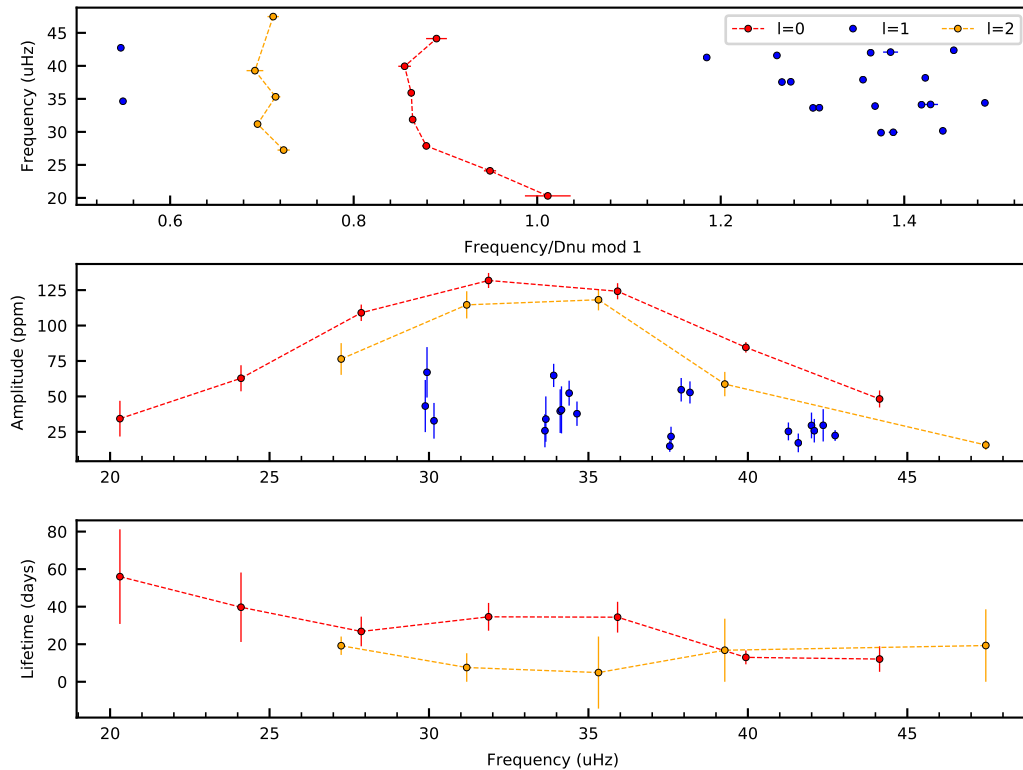 l=0 l=1 l=2
Frequency (uHz)
45
40
35
30
25
20
0.6 0.8 1.0 1.2 1.4
Frequency/Dnu mod 1
Amplitude (ppm)
125
100
75
50
25
20 25 30 35 40 45
Lifetime (days)
80
60
40
20
0
20 25 30 35 40 45
Frequency (uHz)